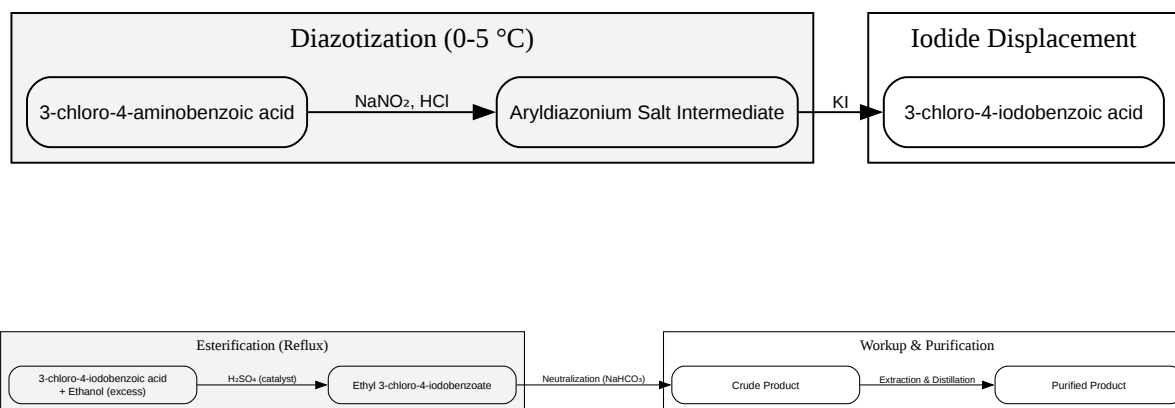 Diazotization (0-5 °C)
Iodide Displacement
3-chloro-4-aminobenzoic acid
NaNO₂, HCl
Aryldiazonium Salt Intermediate
KI
3-chloro-4-iodobenzoic acid
Esterification (Reflux)
Workup & Purification
3-chloro-4-iodobenzoic acid
+ Ethanol (excess)
H₂SO₄ (catalyst)
Ethyl 3-chloro-4-iodobenzoate
Neutralization (NaHCO₃)
Crude Product
Extraction & Distillation
Purified Product